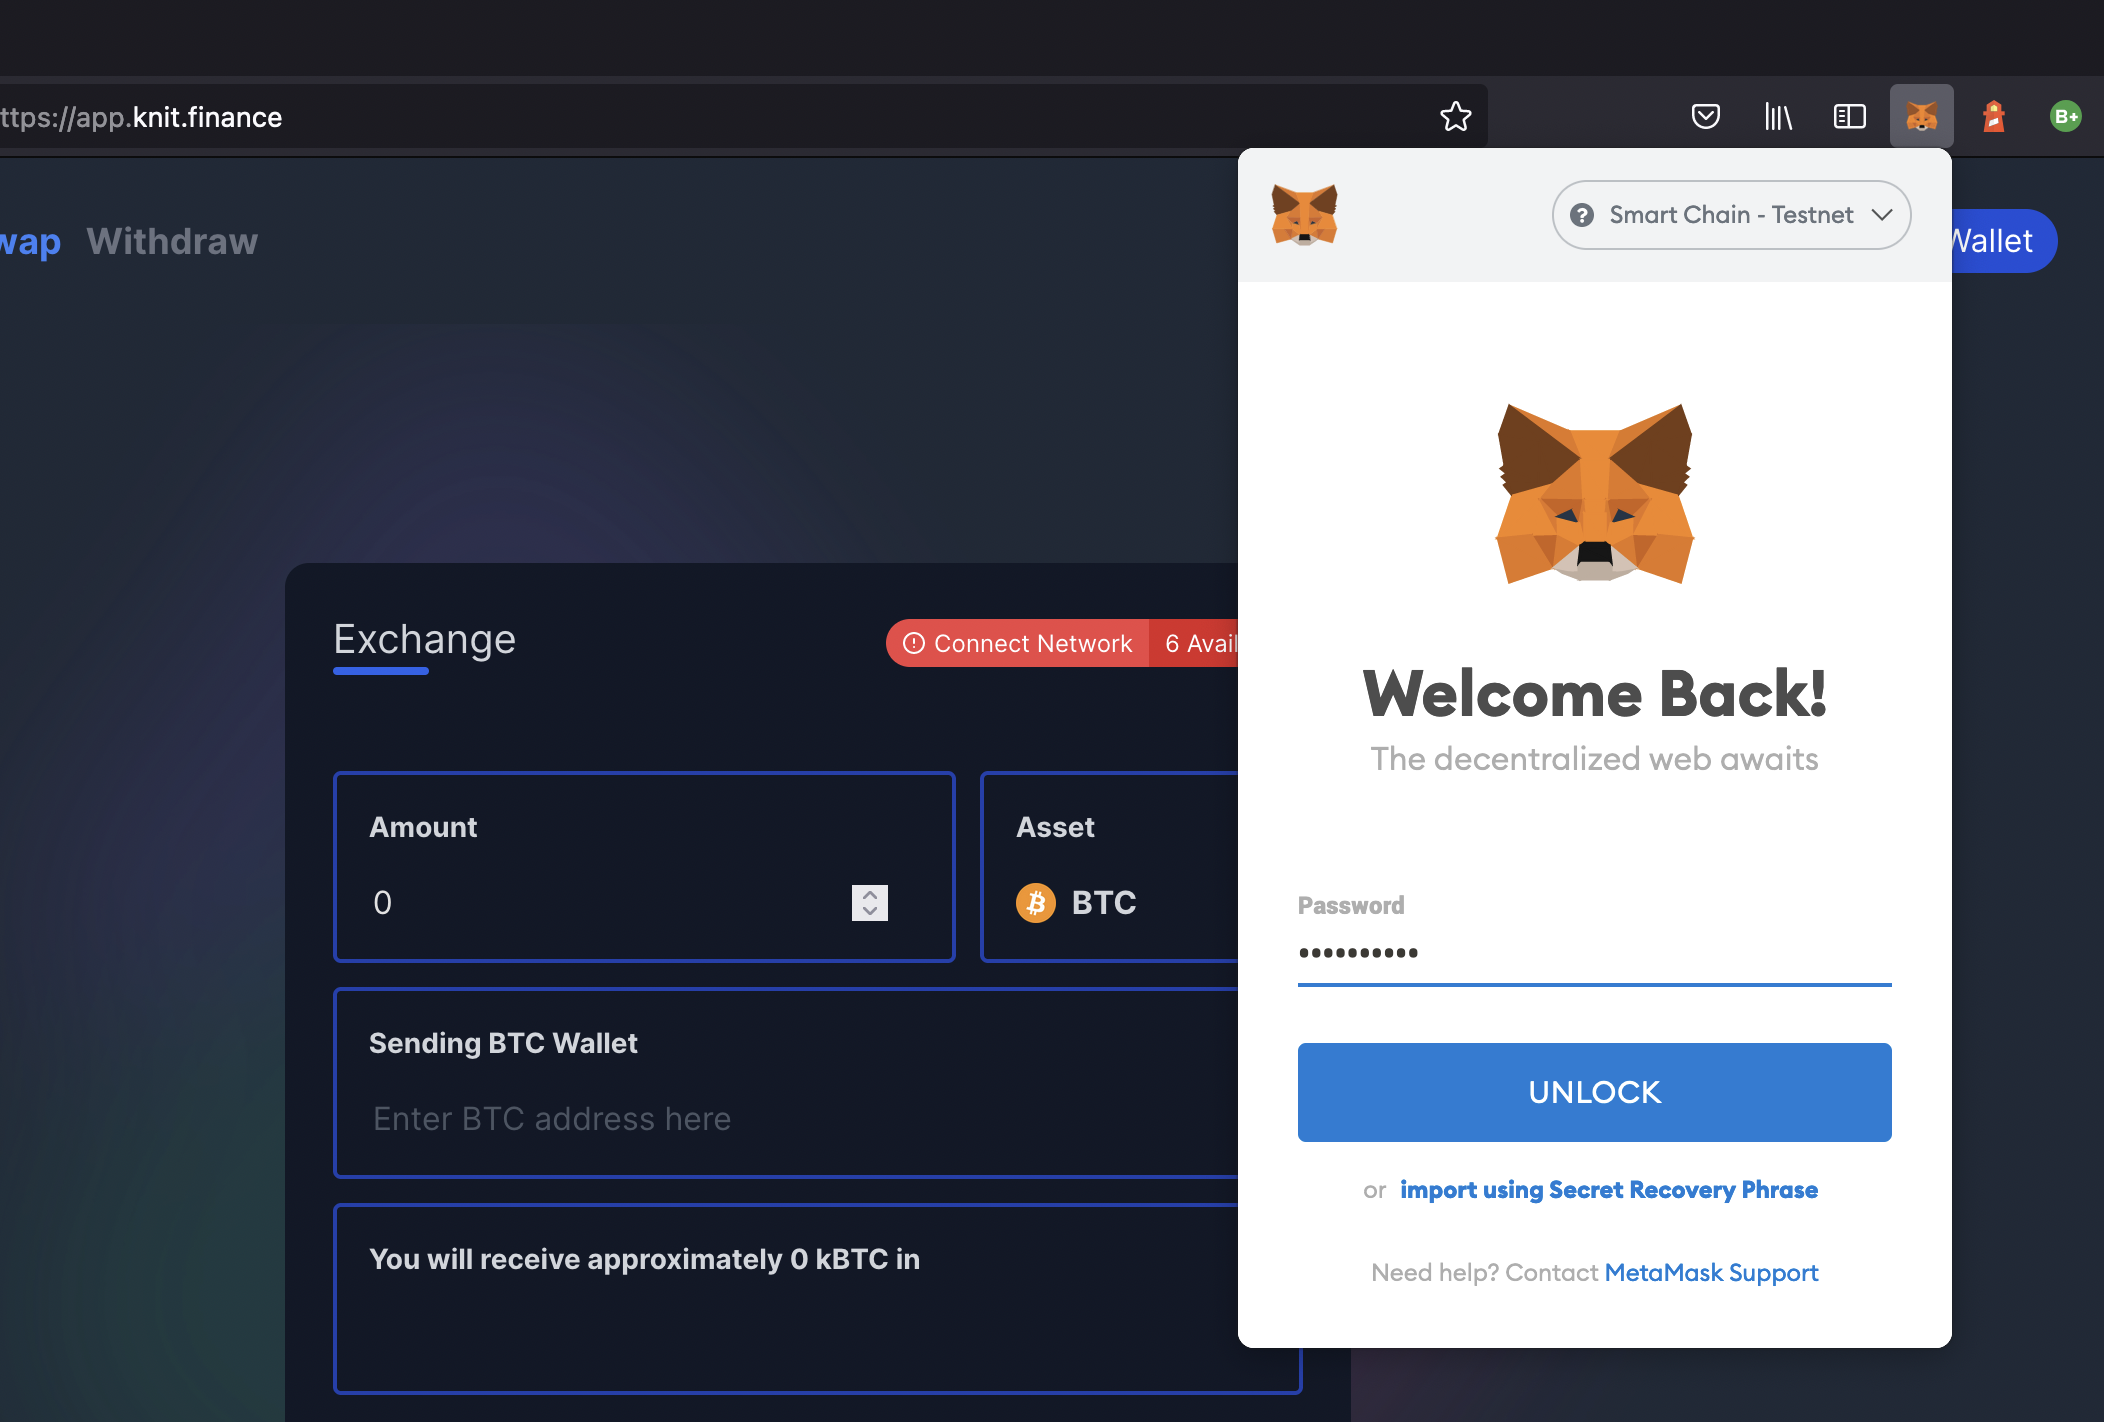 ttps://app.knit.finance
B+
Smart Chain - Testnet
wap Withdraw
Wallet
Exchange
Connect Network 6 Avail
Welcome Back!
The decentralized web awaits
Amount
0
Asset
BTC
Password
Sending BTC Wallet
Enter BTC address here
UNLOCK
or import using Secret Recovery Phrase
You will receive approximately 0 kBTC in
Need help? Contact MetaMask Support